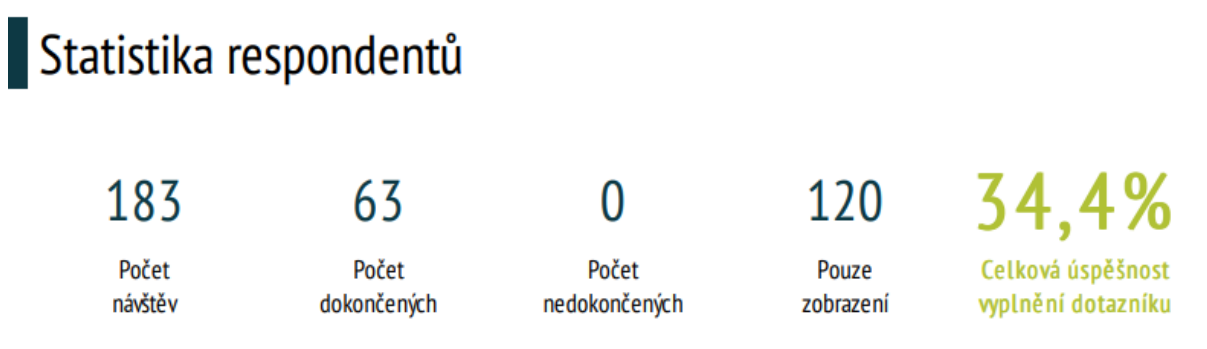 Statistika respondentů
183
63
0
120
34,4%
Počet
návštěv
Počet
dokončených
Počet
nedokončených
Pouze
zobrazení
Celková úspěšnost
vyplnění dotazníku